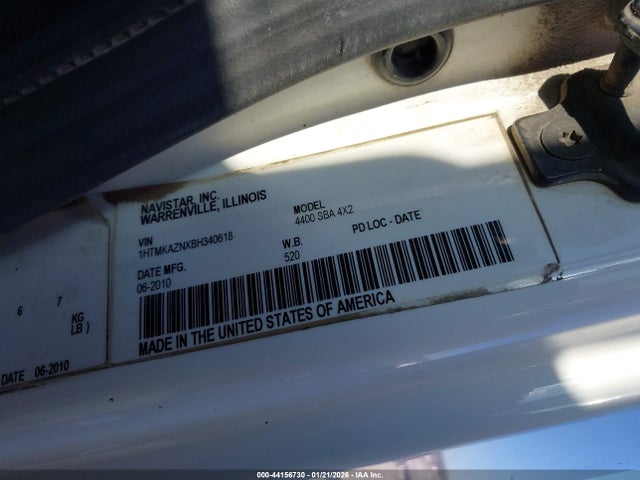 NAVISTAR, INC.
WARRENVILLE, ILLINOIS
MODEL
4400 SBA 4X2
VIN
1HTMKAZNXBH340618
W.B.
520
PD LOC - DATE
DATE MFG.
06-2010
MADE IN THE UNITED STATES OF AMERICA
6 7
KG
LB )
DATE 06-2010
000-44156730 - 01/21/2026 - © IAA Inc.